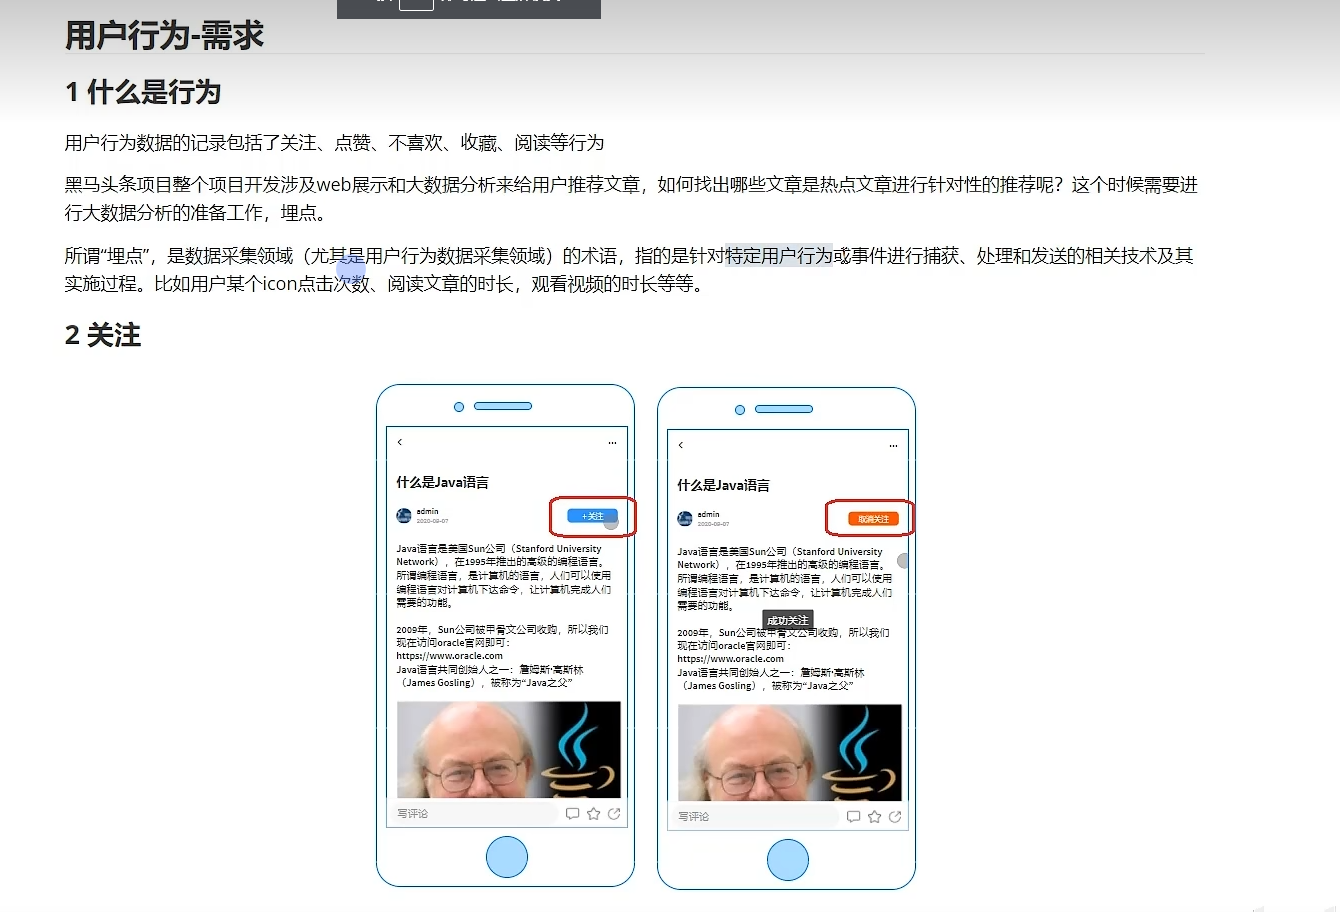 用户行为-需求
1 什么是行为
用户行为数据的记录包括了关注、点赞、不喜欢、收藏、阅读等行为
黑马头条项目整个项目开发涉及web展示和大数据分析来给用户推荐文章，如何找出哪些文章是热点文章进行针对性的推荐呢？这个时候需要进
行大数据分析的准备工作，埋点。
所谓“埋点”，是数据采集领域（尤其是用户行为数据采集领域）的术语，指的是针对特定用户行为或事件进行捕获、处理和发送的相关技术及其
实施过程。比如用户某个icon点击次数、阅读文章的时长，观看视频的时长等等。
2 关注
什么是Java语言
admin
2020-08-07
+关注
Java语言是美国Sun公司（Stanford University
Network），在1995年推出的高级的编程语言。
所谓编程语言，是计算机的语言，人们可以使用
编程语言对计算机下达命令，让计算机完成人们
需要的功能。
2009年，Sun公司被甲骨文公司收购，所以我们
现在访问oracle官网即可：
https://www.oracle.com
Java语言共同创始人之一：詹姆斯·高斯林
（James Gosling），被称为“Java之父”
写评论
什么是Java语言
admin
2020-08-07
取消关注
Java语言是美国Sun公司（Stanford University
Network），在1995年推出的高级的编程语言。
所谓编程语言，是计算机的语言，人们可以使用
编程语言对计算机下达命令，让计算机完成人们
需要的功能。
成功关注
2009年，Sun公司被甲骨文公司收购，所以我们
现在访问oracle官网即可：
https://www.oracle.com
Java语言共同创始人之一：詹姆斯·高斯林
（James Gosling），被称为“Java之父”
写评论